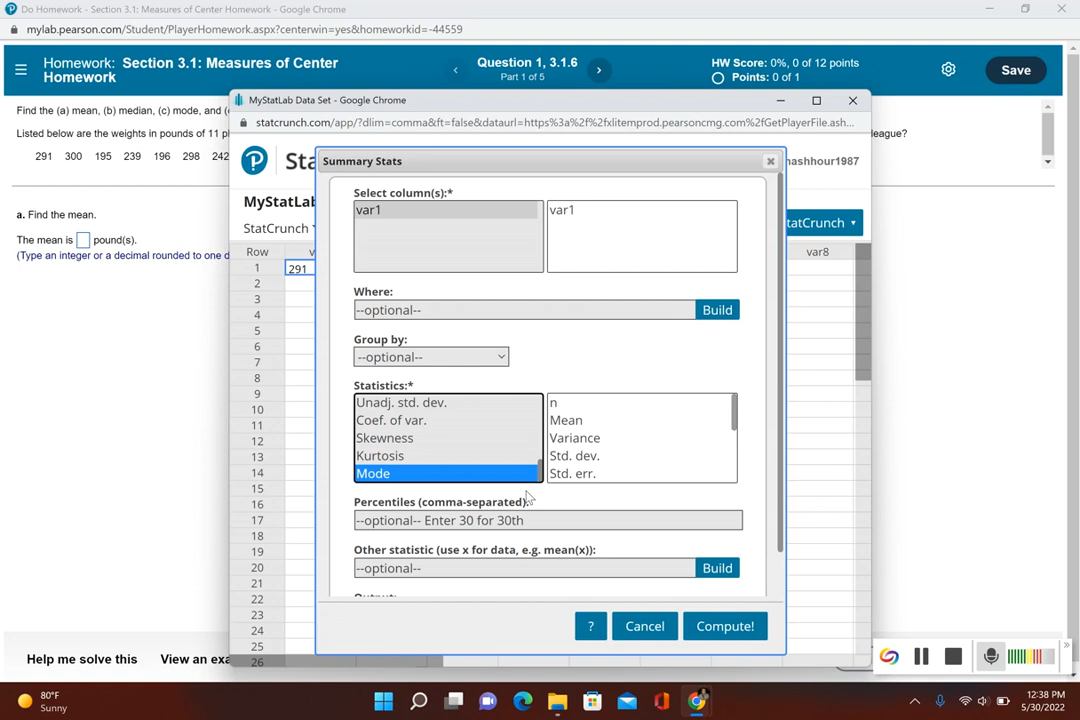 Do Homework - Section 3.1: Measures of Center Homework - Google Chrome
mylab.pearson.com/Student/PlayerHomework.aspx?centerwin=yes&homeworkid=-44559
Homework: Section 3.1: Measures of Center Homework
Question 1, 3.1.6
Part 1 of 5
HW Score: 0%, 0 of 12 points
Points: 0 of 1
Save
Find the (a) mean, (b) median, (c) mode, and (
Listed below are the weights in pounds of 11 p
league?
291 300 195 239 196 298 242
a. Find the mean.
The mean is pound(s).
(Type an integer or a decimal rounded to one d
MyStatLab Data Set - Google Chrome
statcrunch.com/app/?dlim=comma&ft=false&dataurl=https%3a%2f%2fxlitemprod.pearsoncmg.com%2fGetPlayerFile.ash...
Sta
mashhour1987
MyStatLab
StatCrunch
StatCrunch
Row
var8
1 291
2
3
4
5
6
7
8
9
10
11
12
13
14
15
16
17
18
19
20
21
22
23
24
25
26
Summary Stats
Select column(s):*
var1
var1
Where:
--optional--
Build
Group by:
--optional--
Statistics:*
Unadj. std. dev.
Coef. of var.
Skewness
Kurtosis
Mode
n
Mean
Variance
Std. dev.
Std. err.
Percentiles (comma-separated):
--optional-- Enter 30 for 30th
Other statistic (use x for data, e.g. mean(x)):
--optional--
Build
Output:
?
Cancel
Compute!
Help me solve this
View an exa
80°F
Sunny
12:38 PM
5/30/2022